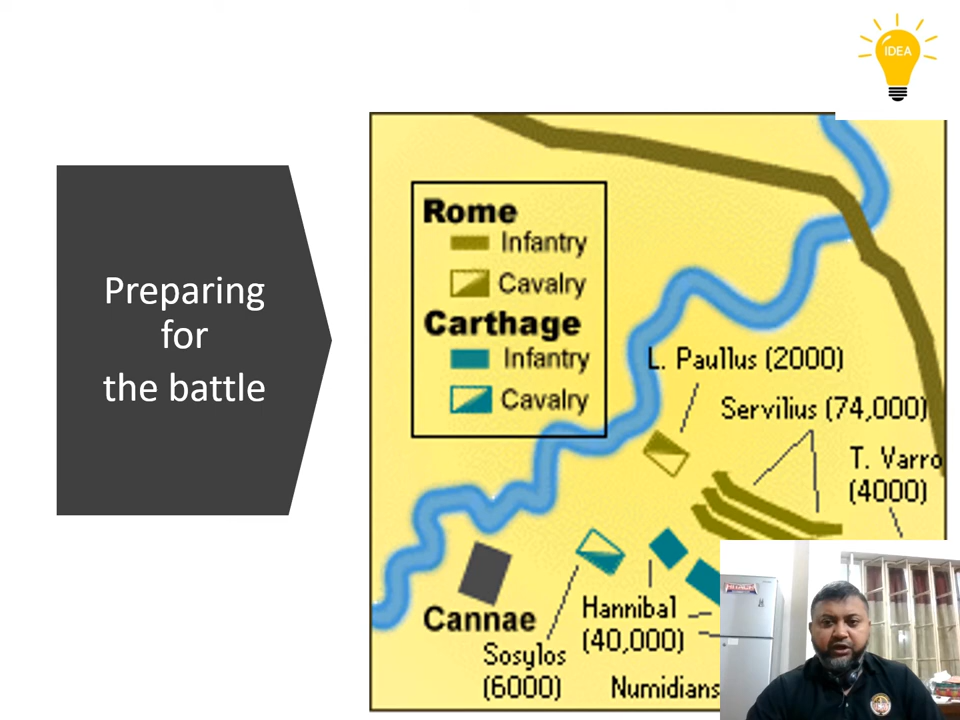 IDEA
Preparing
for
the battle
Rome
Infantry
Cavalry
Carthage
Infantry
Cavalry
L. Paullus (2000)
Servilius (74,000)
T. Varro
(4000)
Cannae
Hannibal
(40,000)
Sosylos
(6000)
Numidians